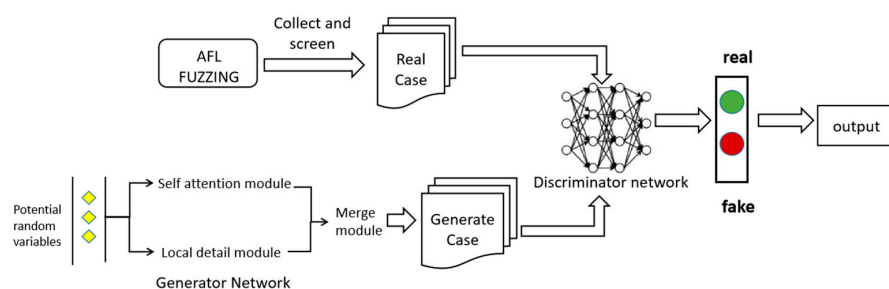 AFL
FUZZING
Collect and
screen
Real
Case
real
fake
output
Discriminator network
Potential
random
variables
Self attention module
Local detail module
Merge
module
Generate
Case
Generator Network